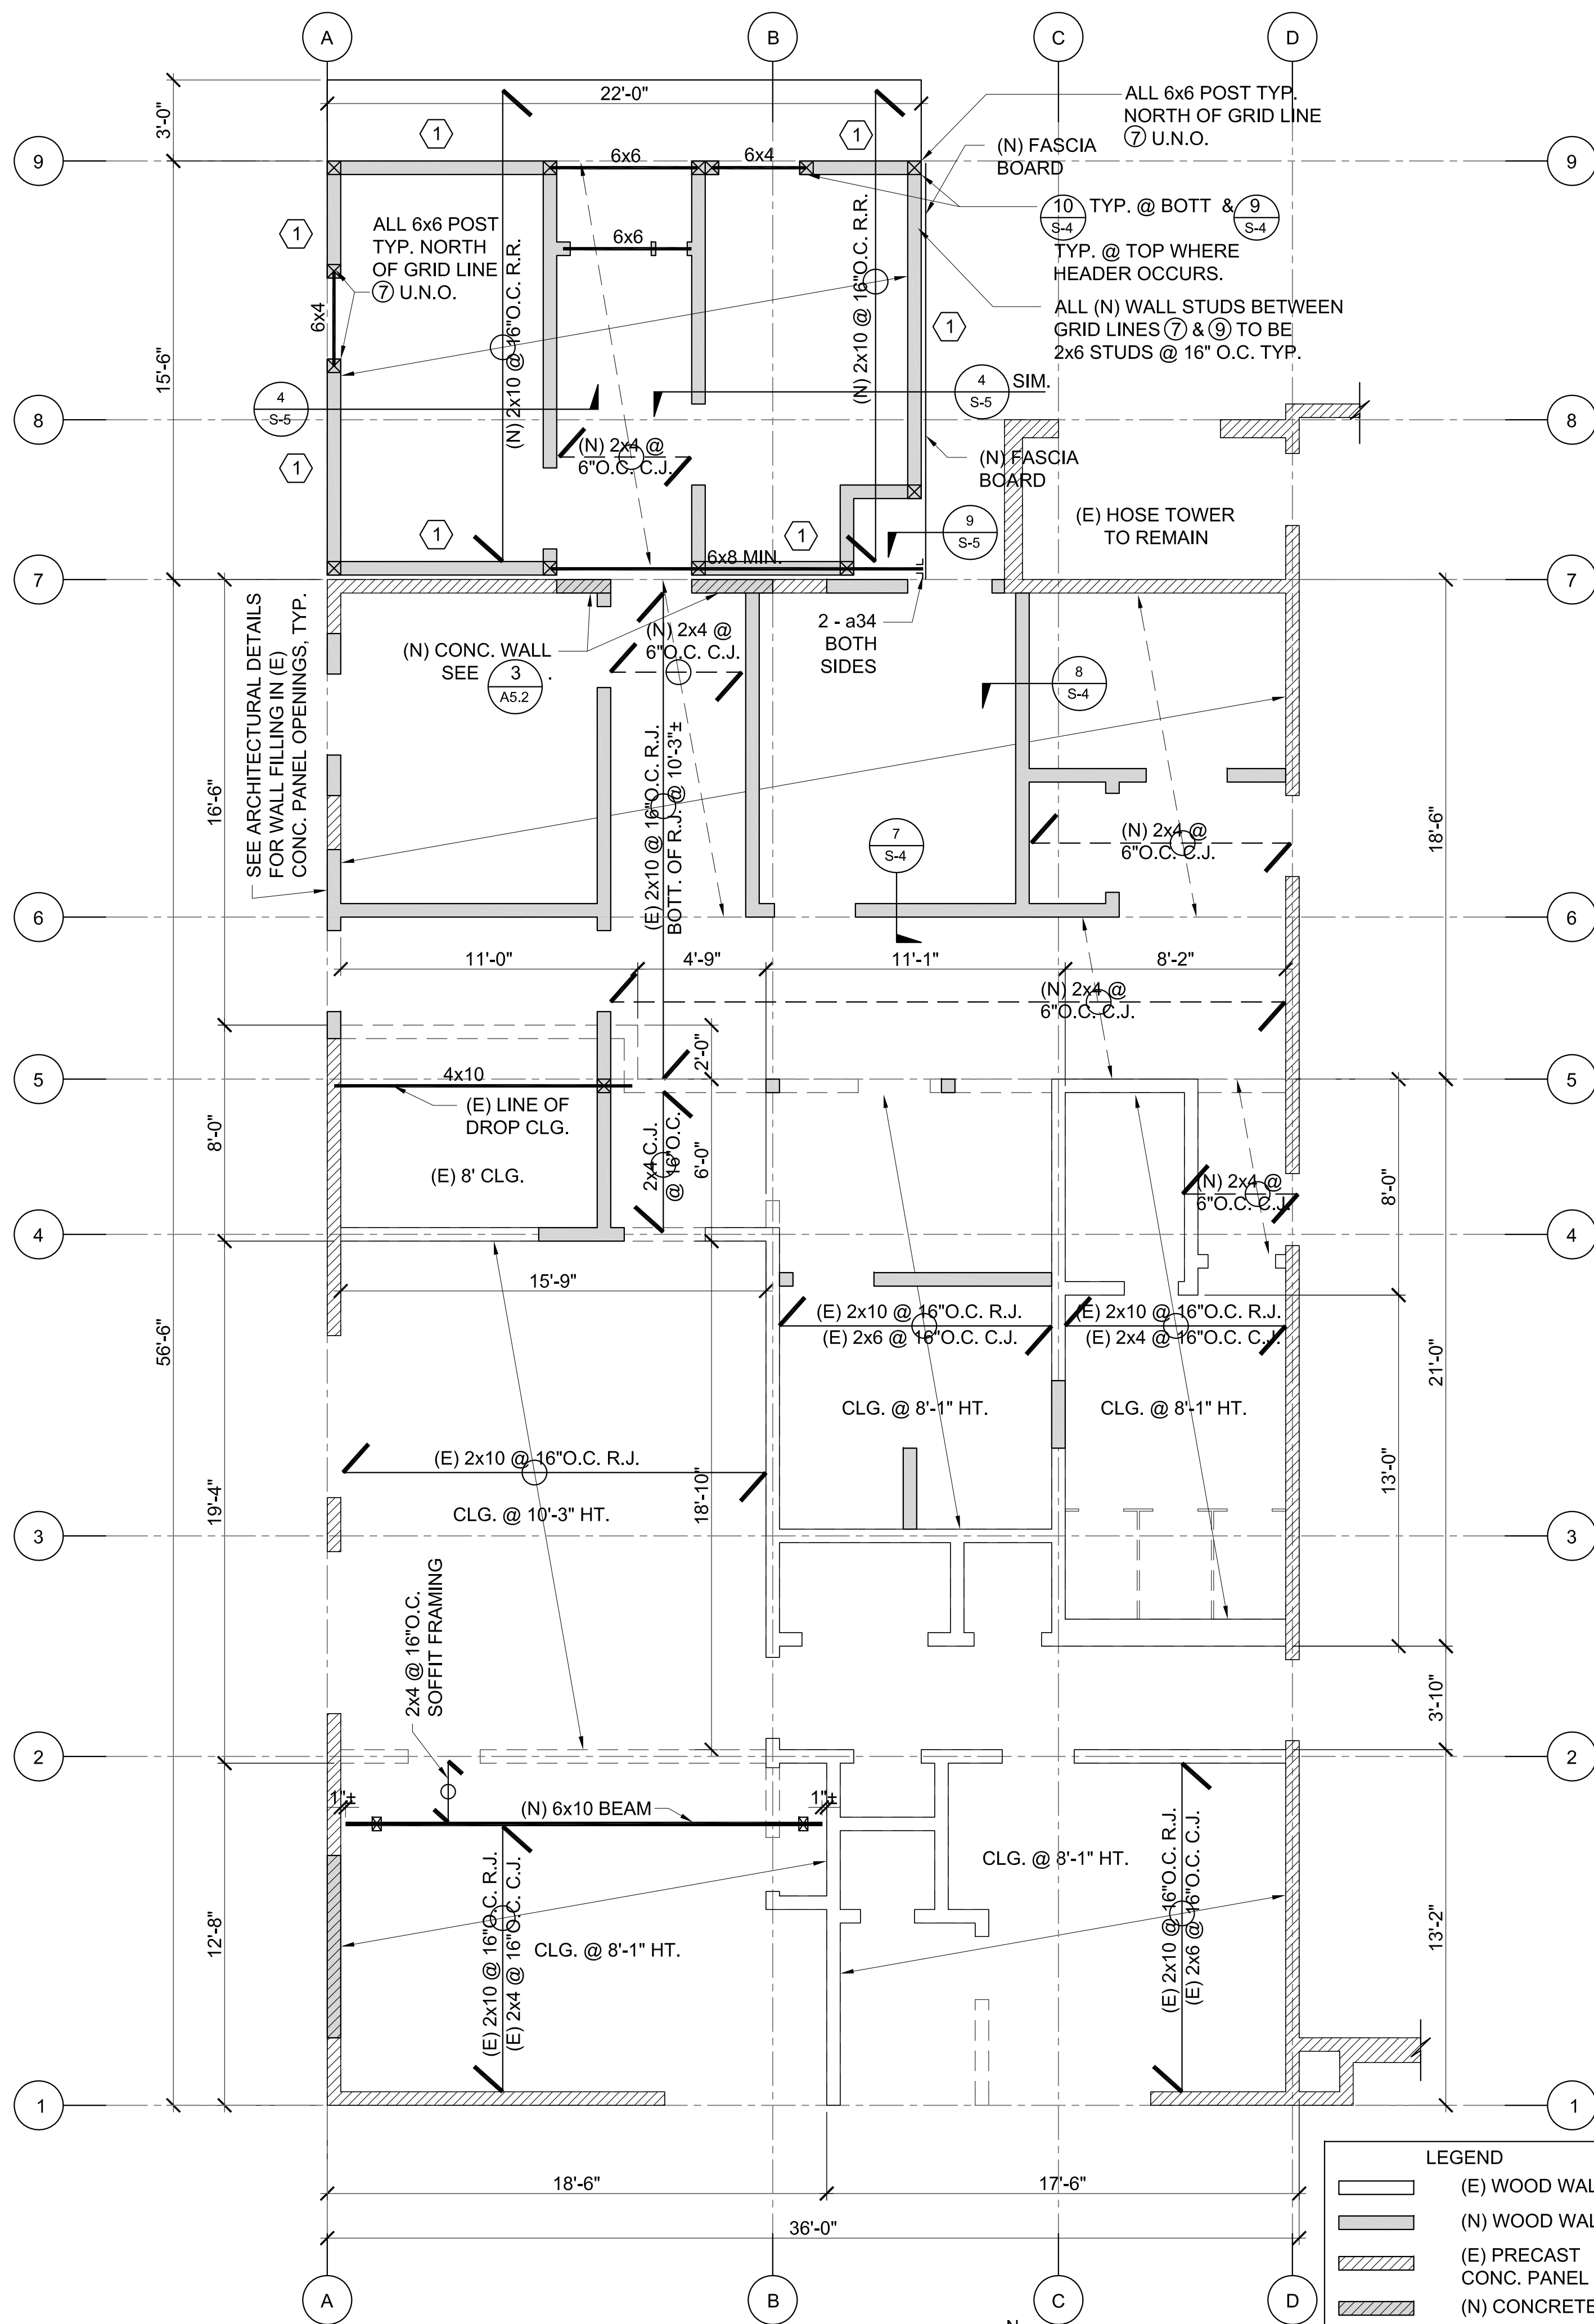 A
B
C
D
22'-0"
3'-0"
ALL 6x6 POST TYP.
NORTH OF GRID LINE
7 U.N.O.
(N) FASCIA
BOARD
9
9
1
1
6x6
6x4
10
S-4
TYP. @ BOTT &
9
S-4
TYP. @ TOP WHERE
HEADER OCCURS.
1
ALL 6x6 POST
TYP. NORTH
OF GRID LINE
7 U.N.O.
6x6
6x4
(N) 2x10 @ 16"O.C. R.R.
(N) 2x10 @ 16"O.C. R.R.
ALL (N) WALL STUDS BETWEEN
GRID LINES 7 & 9 TO BE
2x6 STUDS @ 16" O.C. TYP.
1
15'-6"
4
S-5
4
S-5
SIM.
8
8
(N) 2x4 @
6"O.C. C.J.
1
(N) FASCIA
BOARD
(E) HOSE TOWER
TO REMAIN
1
1
9
S-5
6x8 MIN.
7
7
SEE ARCHITECTURAL DETAILS
FOR WALL FILLING IN (E)
CONC. PANEL OPENINGS, TYP.
(N) CONC. WALL
SEE
3
A5.2
.
(N) 2x4 @
6"O.C. C.J.
2 - a34
BOTH
SIDES
8
S-4
(E) 2x10 @ 16"O.C. R.J.
BOTT. OF R.J. @ 10'-3"±
16'-6"
18'-6"
7
S-4
(N) 2x4 @
6"O.C. C.J.
6
6
11'-0"
4'-9"
11'-1"
8'-2"
(N) 2x4 @
6"O.C. C.J.
2'-0"
5
5
4x10
(E) LINE OF
DROP CLG.
8'-0"
(E) 8' CLG.
2x4 C.J.
@ 16"O.C.
6'-0"
(N) 2x4 @
6"O.C. C.J.
8'-0"
4
4
15'-9"
56'-6"
(E) 2x10 @ 16"O.C. R.J.
(E) 2x6 @ 16"O.C. C.J.
(E) 2x10 @ 16"O.C. R.J.
(E) 2x4 @ 16"O.C. C.J.
21'-0"
CLG. @ 8'-1" HT.
CLG. @ 8'-1" HT.
(E) 2x10 @ 16"O.C. R.J.
CLG. @ 10'-3" HT.
19'-4"
18'-10"
13'-0"
3
3
2x4 @ 16"O.C.
SOFFIT FRAMING
3'-10"
2
2
1"±
(N) 6x10 BEAM
1"±
CLG. @ 8'-1" HT.
(E) 2x10 @ 16"O.C. R.J.
(E) 2x4 @ 16"O.C. C.J.
CLG. @ 8'-1" HT.
(E) 2x10 @ 16"O.C. R.J.
(E) 2x6 @ 16"O.C. C.J.
12'-8"
13'-2"
1
1
18'-6"
17'-6"
36'-0"
LEGEND
(E) WOOD WAL
(N) WOOD WAL
(E) PRECAST
CONC. PANEL
(N) CONCRETE
A
B
C
D
N